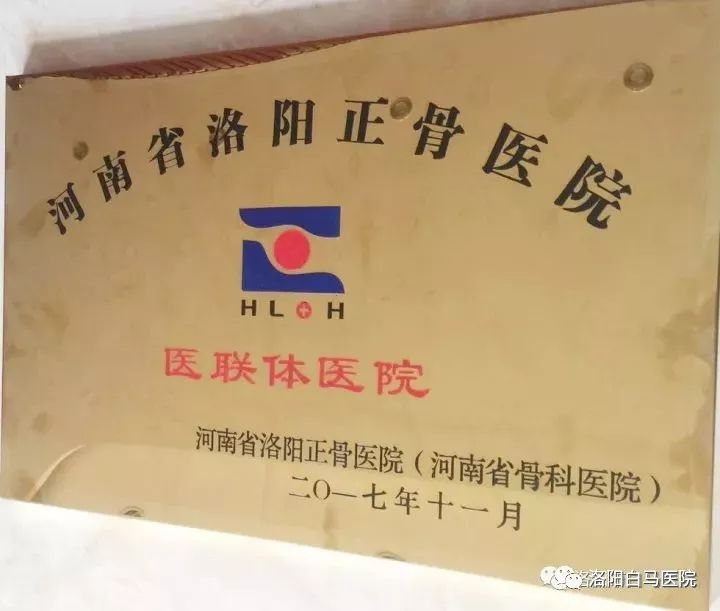 河南省洛阳正骨医院
HLOH
医联体医院
河南省洛阳正骨医院（河南省骨科医院）
二〇一七年十一月
洛阳白马医院